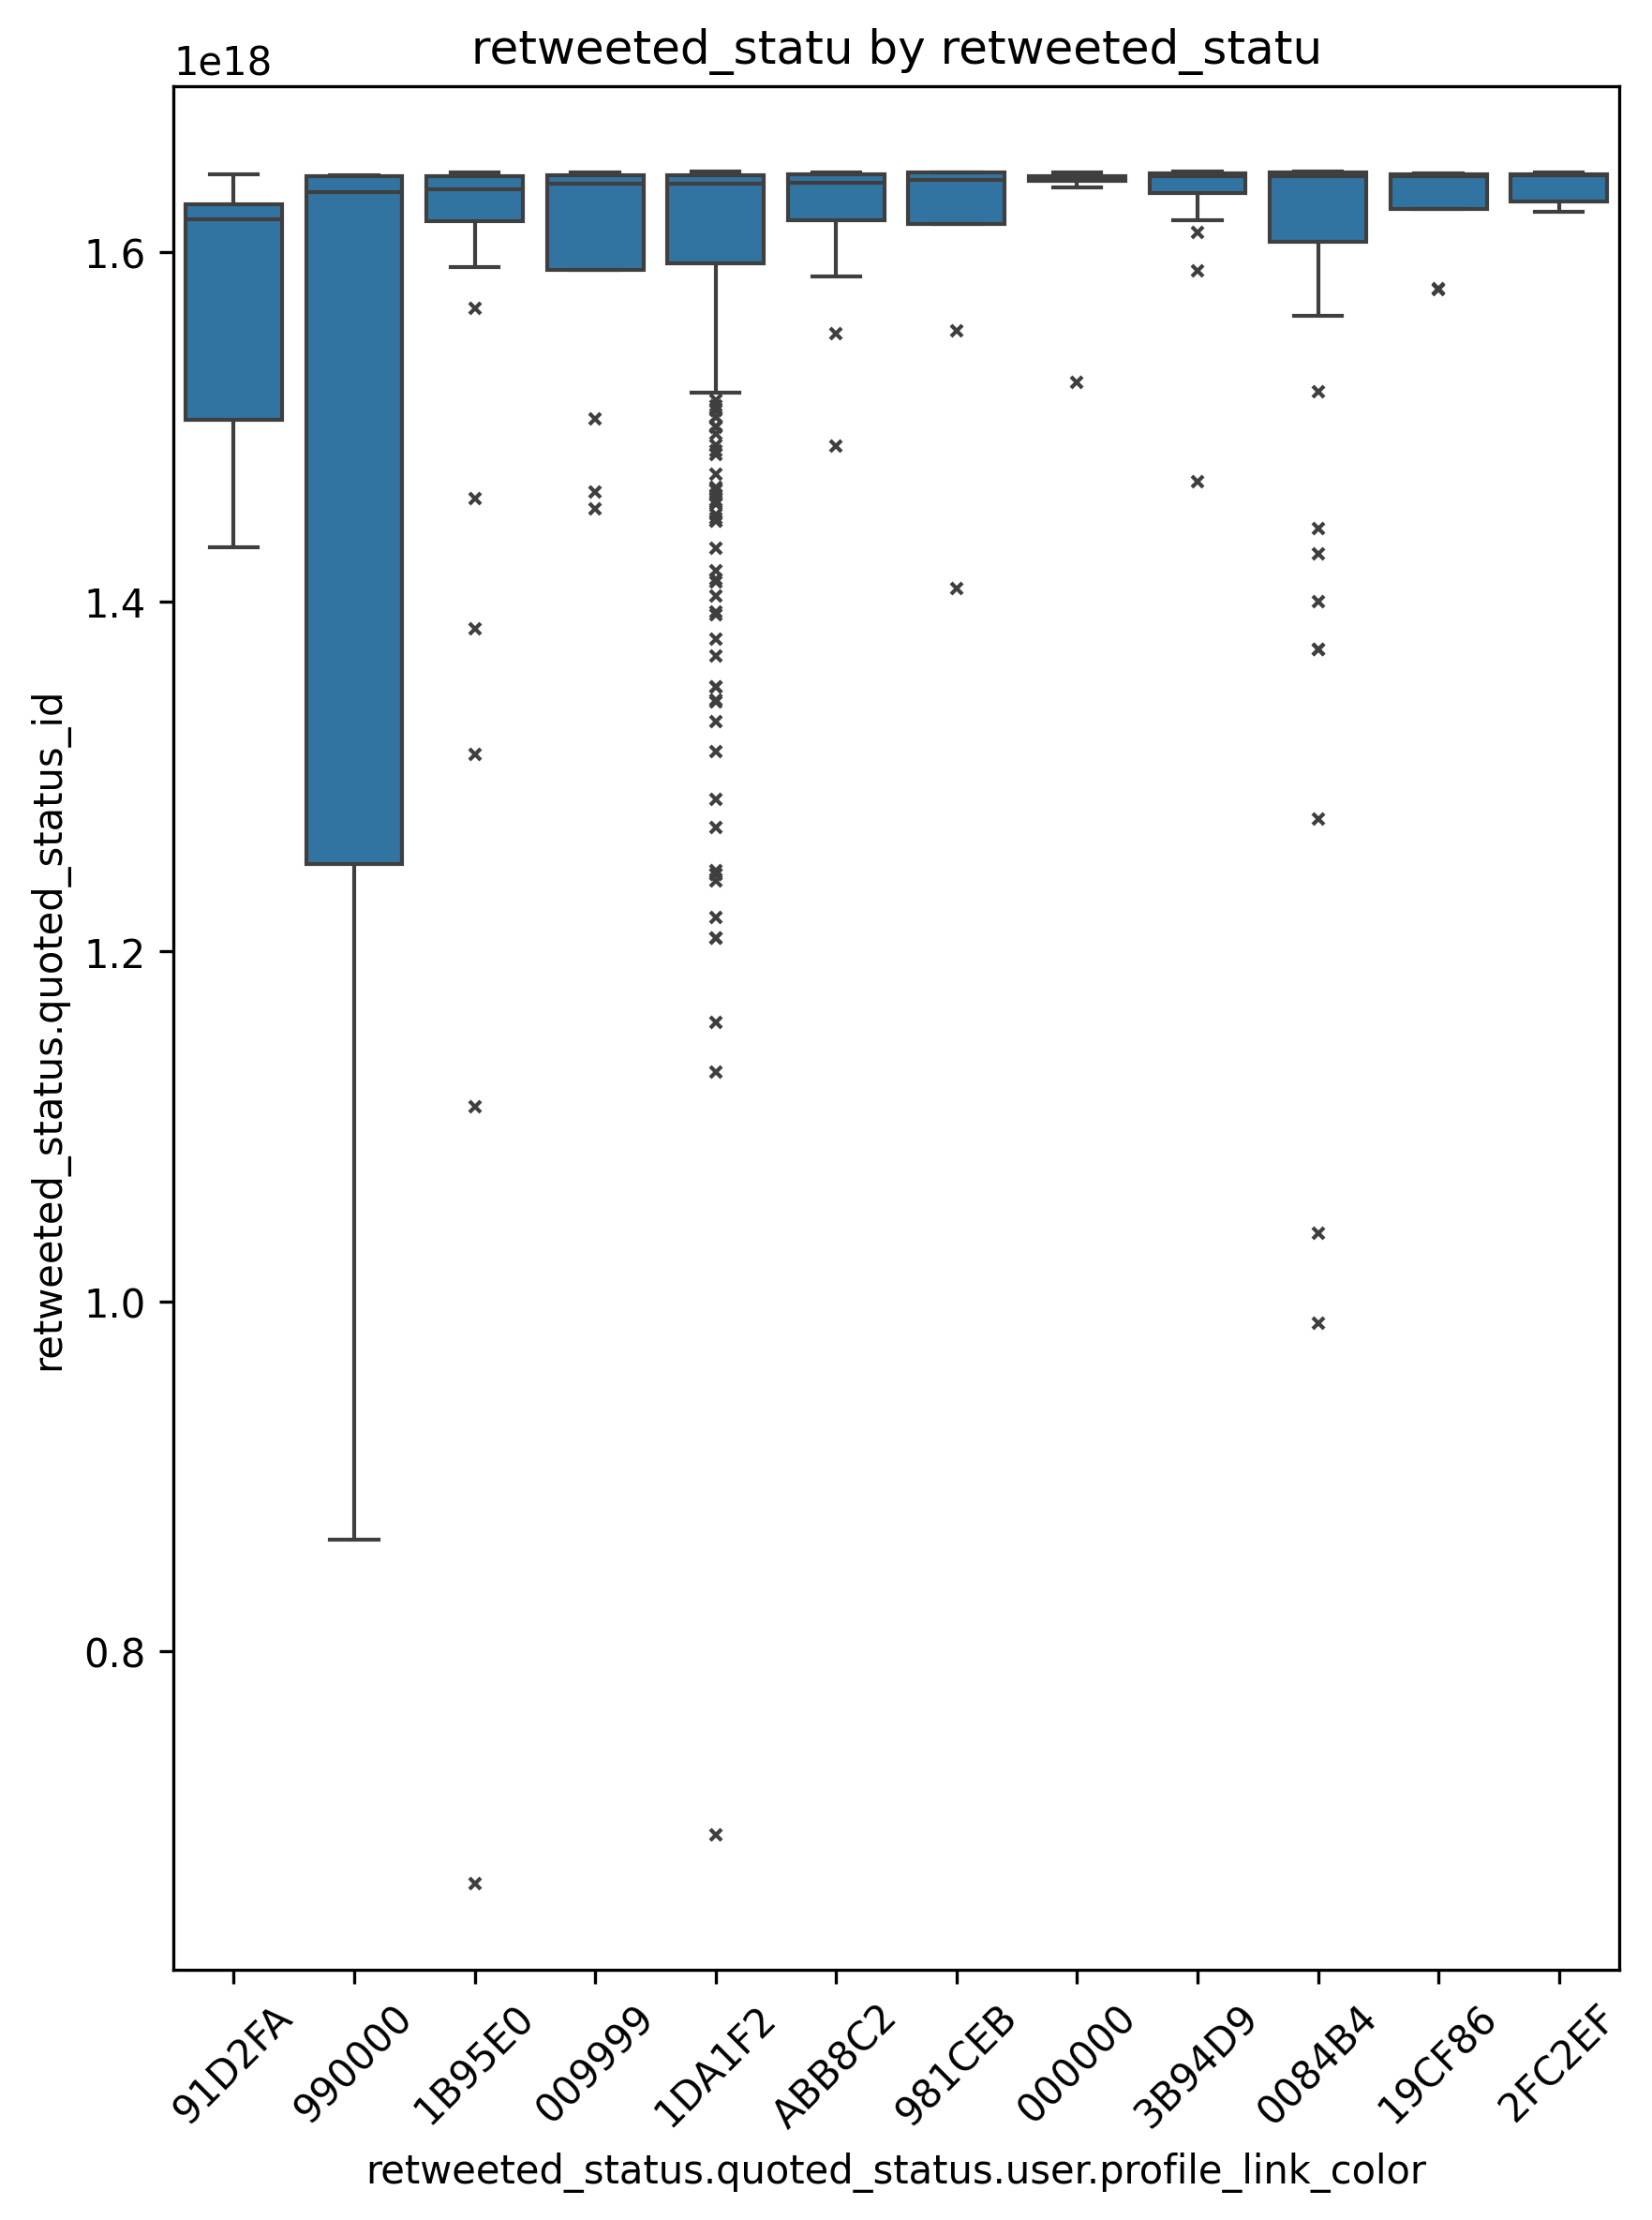 retweeted_statu by retweeted_statu
1e18
1.6
1.4
1.2
1.0
0.8
retweeted_status.quoted_status_id
91D2FA
990000
1B95E0
009999
1DA1F2
ABB8C2
981CEB
000000
3B94D9
0084B4
19CF86
2FC2EF
retweeted_status.quoted_status.user.profile_link_color